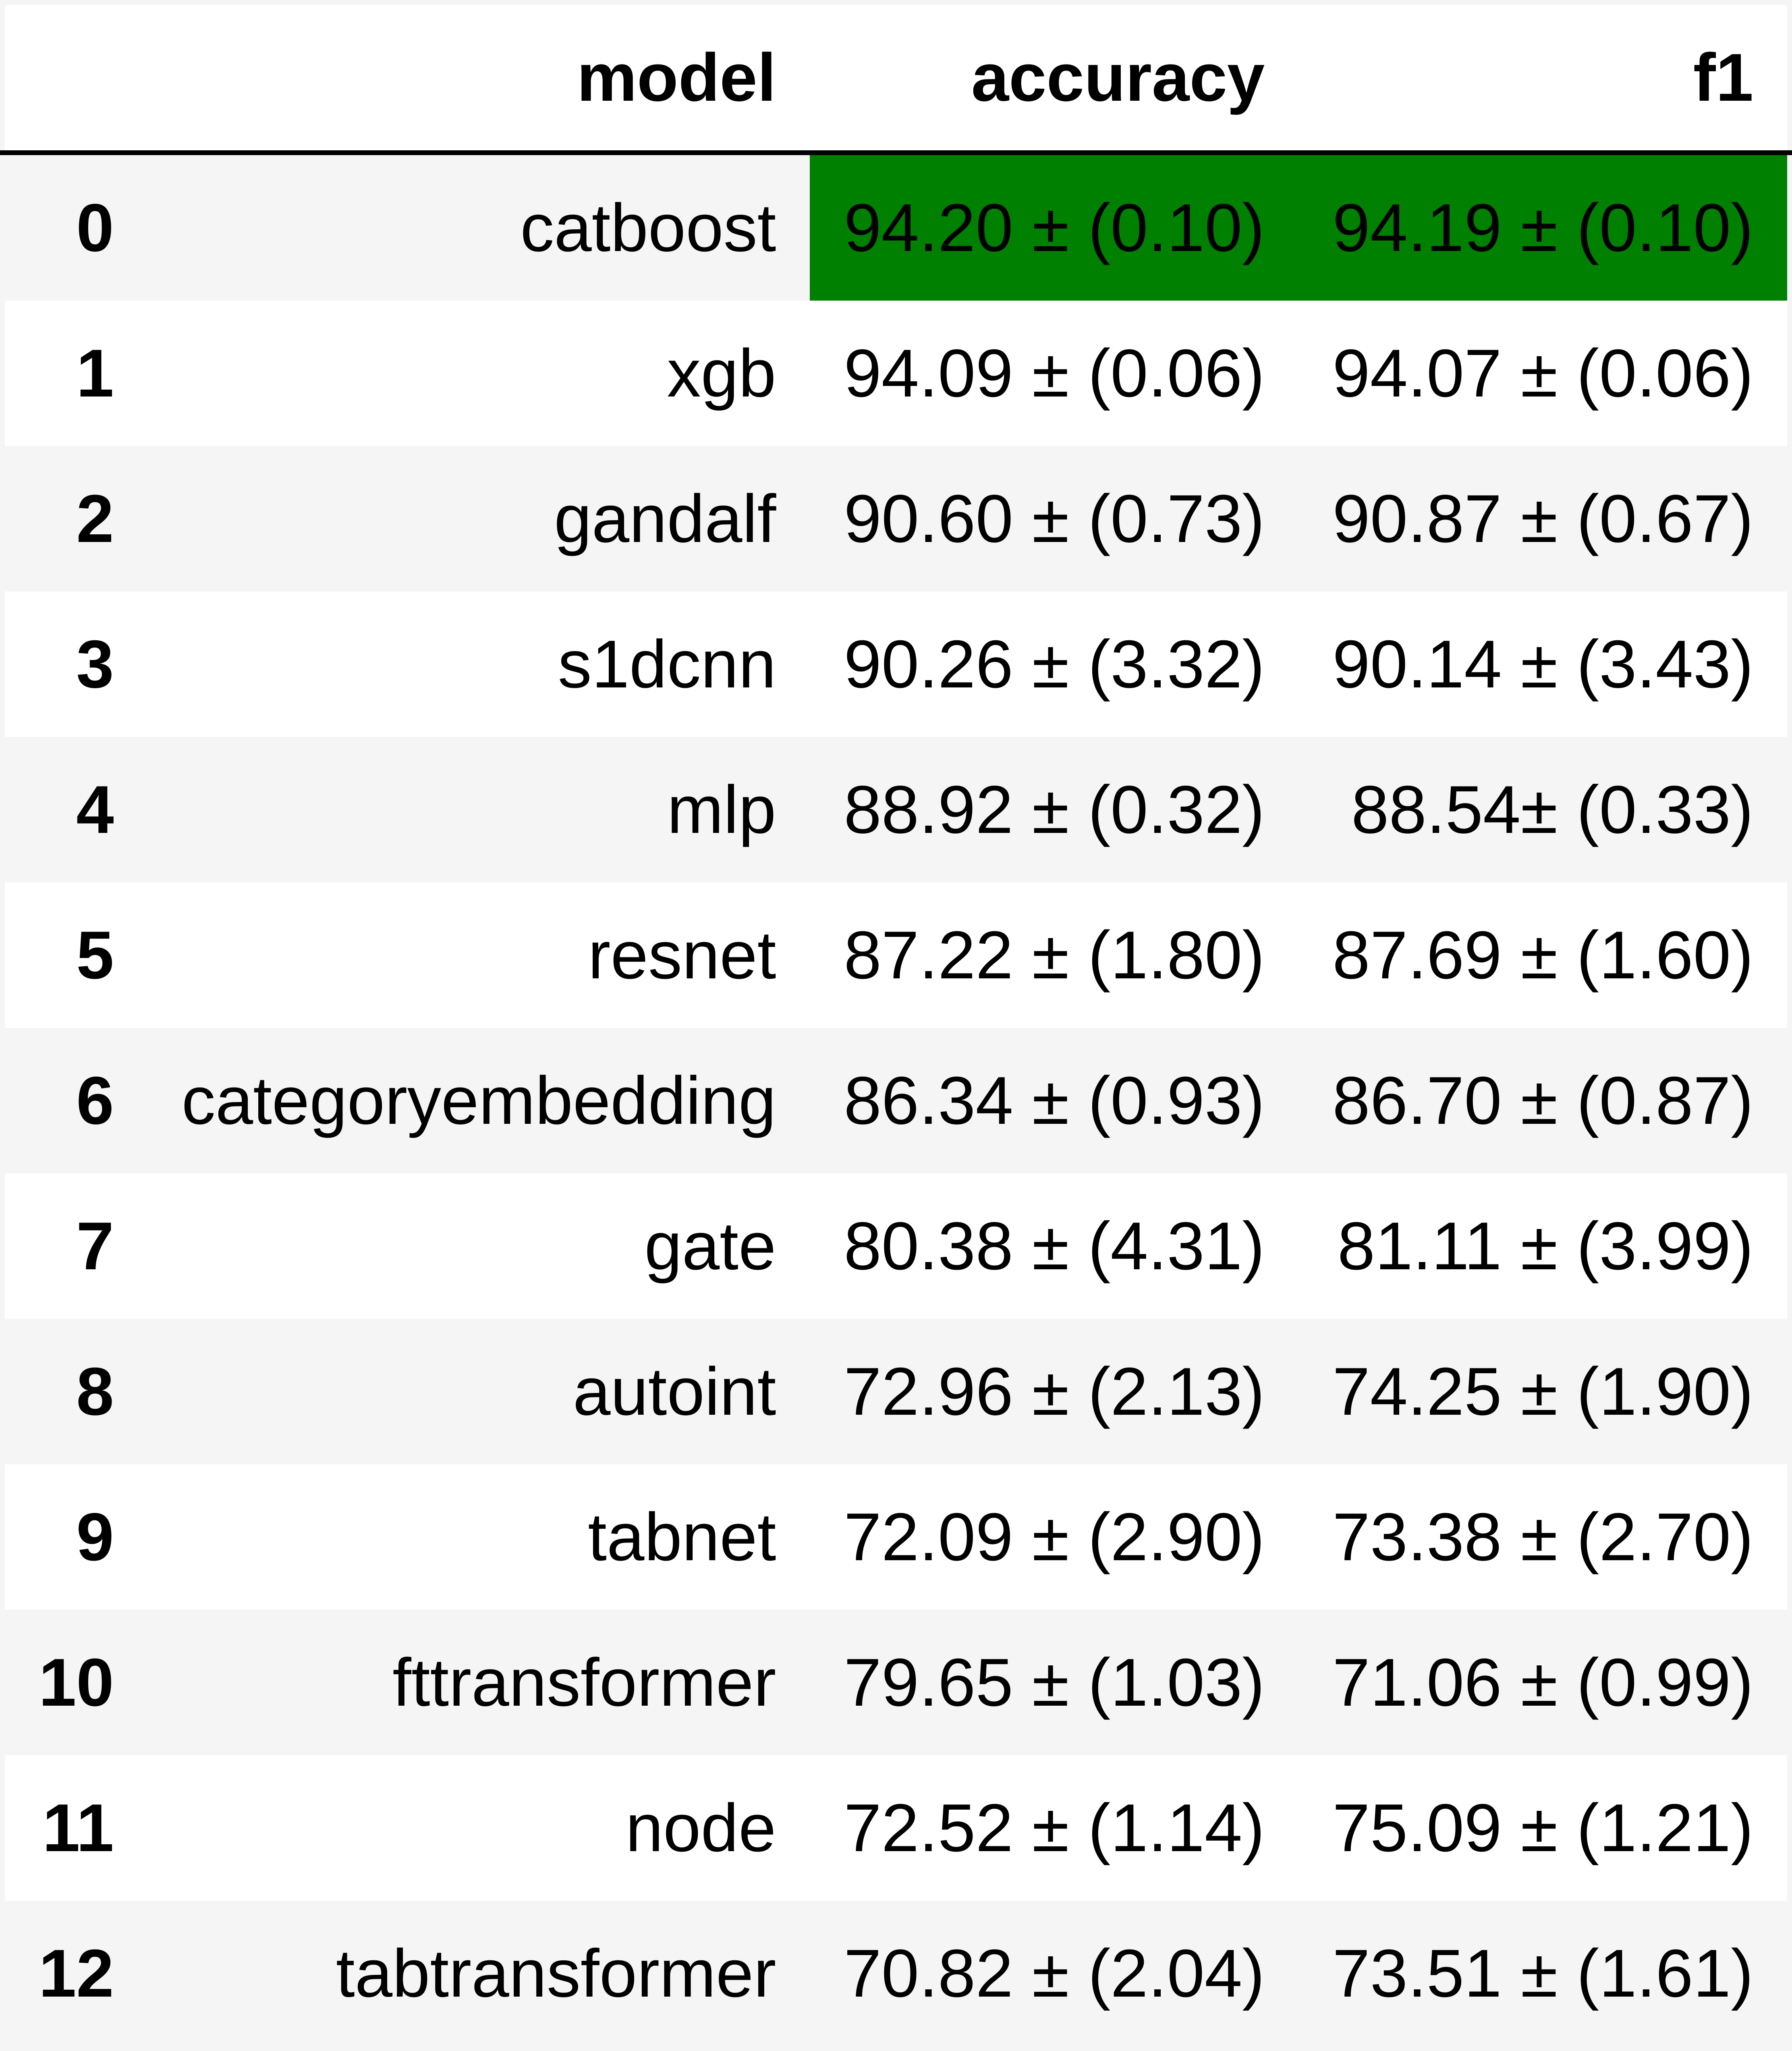 model accuracy f1
0 catboost 94.20 ± (0.10) 94.19 ± (0.10)
1 xgb 94.09 ± (0.06) 94.07 ± (0.06)
2 gandalf 90.60 ± (0.73) 90.87 ± (0.67)
3 s1dcnn 90.26 ± (3.32) 90.14 ± (3.43)
4 mlp 88.92 ± (0.32) 88.54± (0.33)
5 resnet 87.22 ± (1.80) 87.69 ± (1.60)
6 categoryembedding 86.34 ± (0.93) 86.70 ± (0.87)
7 gate 80.38 ± (4.31) 81.11 ± (3.99)
8 autoint 72.96 ± (2.13) 74.25 ± (1.90)
9 tabnet 72.09 ± (2.90) 73.38 ± (2.70)
10 fttransformer 79.65 ± (1.03) 71.06 ± (0.99)
11 node 72.52 ± (1.14) 75.09 ± (1.21)
12 tabtransformer 70.82 ± (2.04) 73.51 ± (1.61)